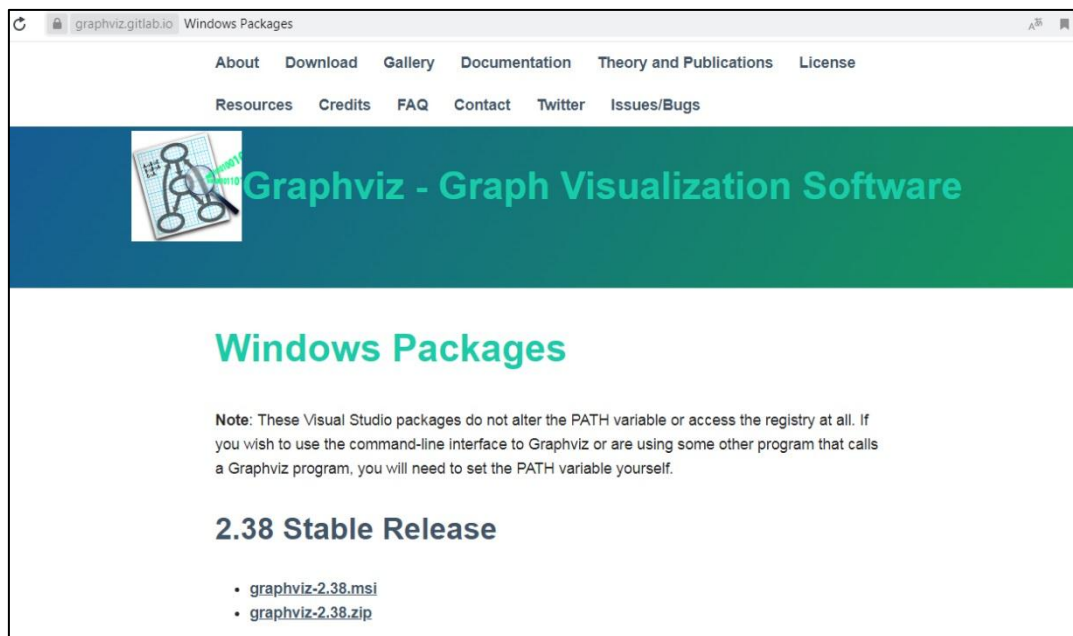 graphviz.gitlab.io Windows Packages
About Download Gallery Documentation Theory and Publications License
Resources Credits FAQ Contact Twitter Issues/Bugs
Graphviz - Graph Visualization Software
Windows Packages
Note: These Visual Studio packages do not alter the PATH variable or access the registry at all. If
you wish to use the command-line interface to Graphviz or are using some other program that calls
a Graphviz program, you will need to set the PATH variable yourself.
2.38 Stable Release
• graphviz-2.38.msi
• graphviz-2.38.zip